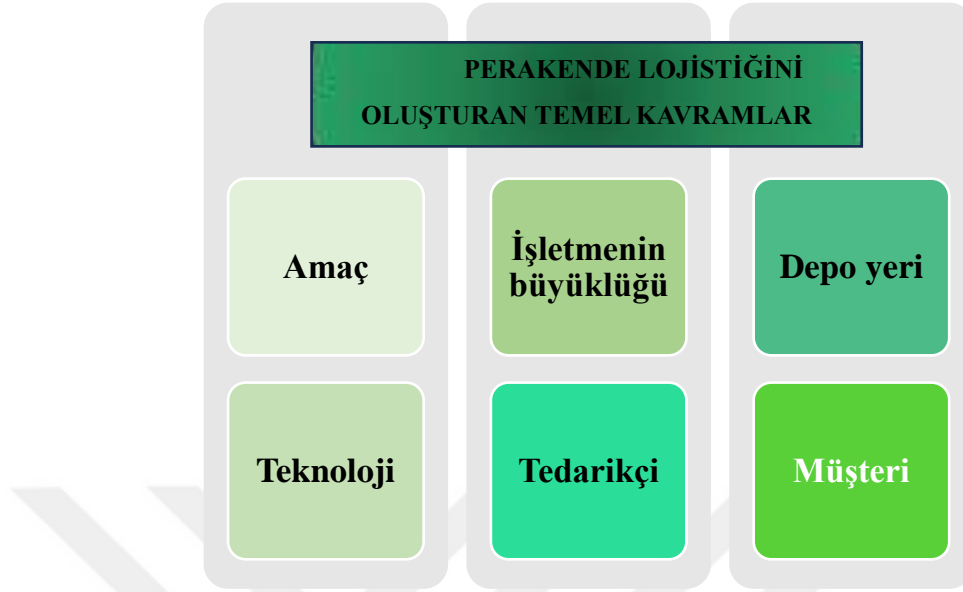 PERAKENDE LOJİSTİĞİNİ
OLUŞTURAN TEMEL KAVRAMLAR
Amaç
İşletmenin
büyüklüğü
Depo yeri
Teknoloji
Tedarikçi
Müşteri